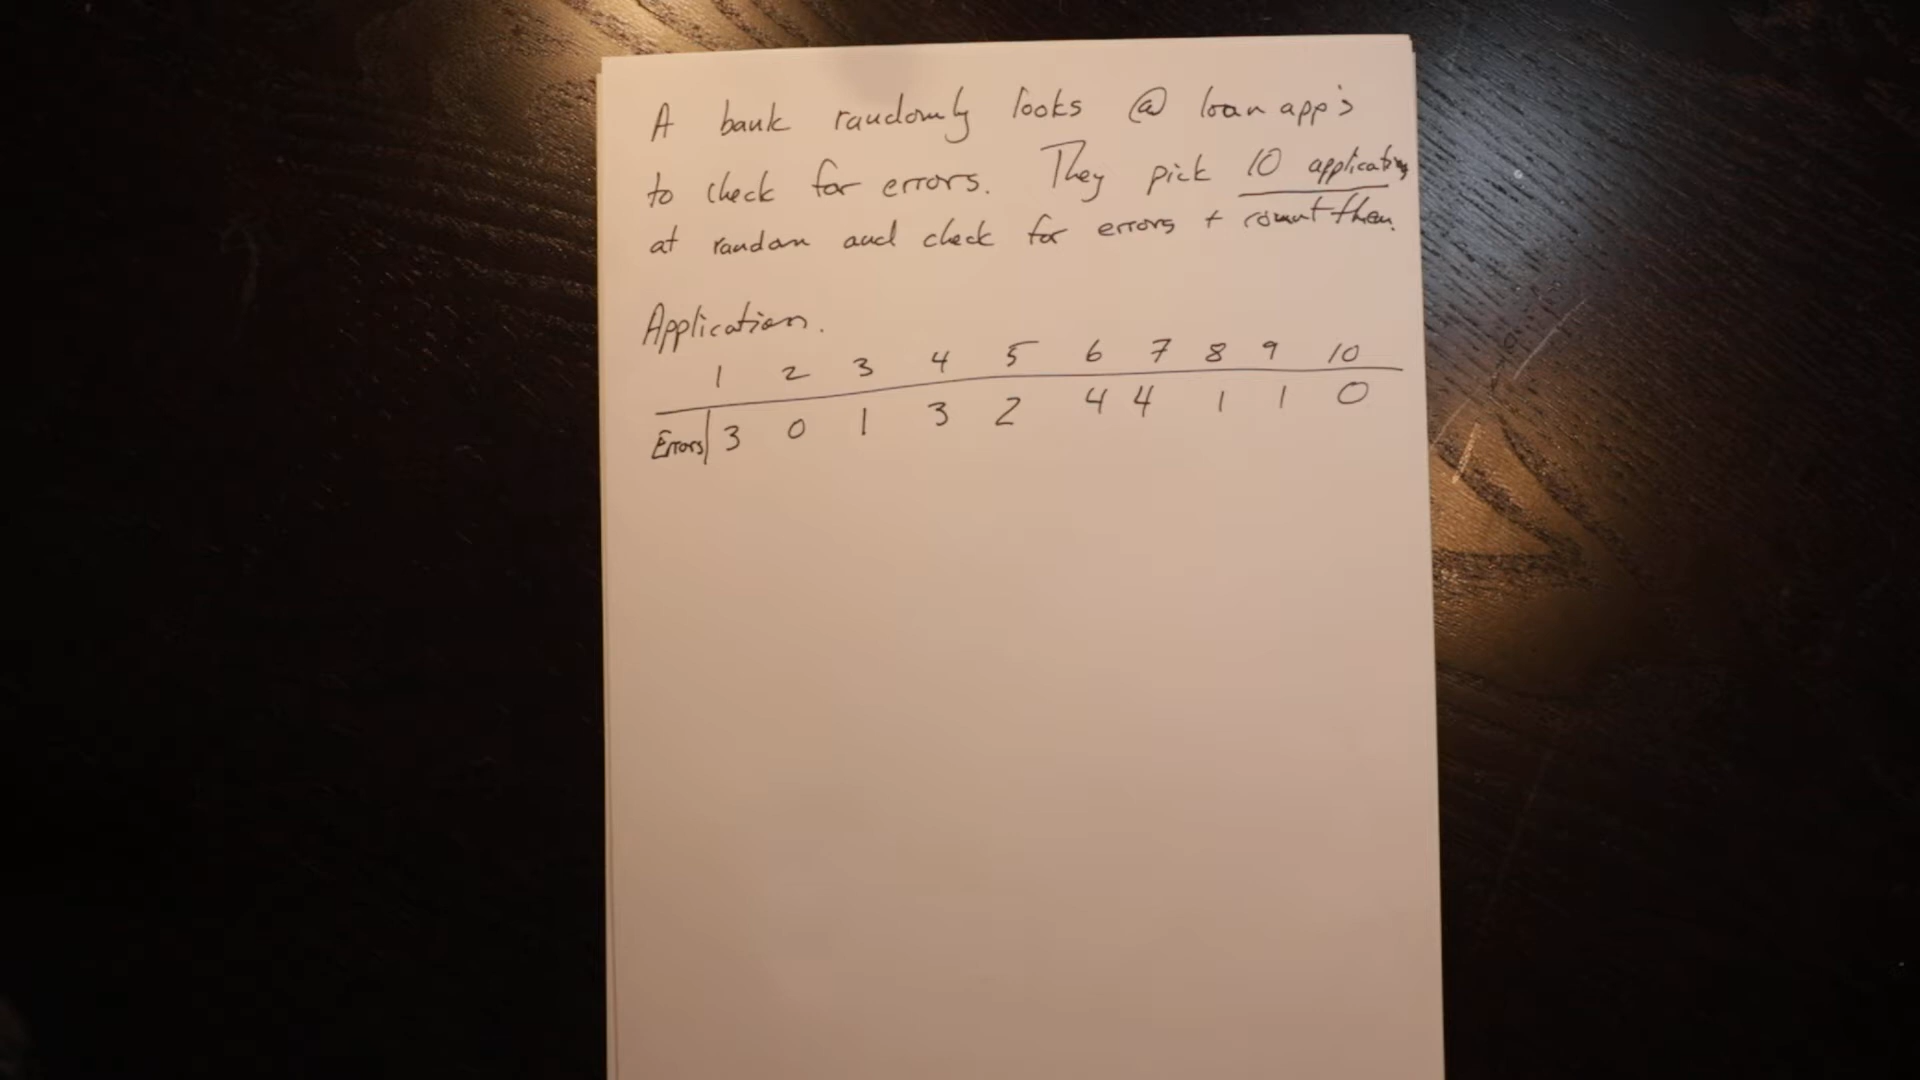 A bank randomly looks @ loan app's
to check for errors. They pick 10 applications
at random and check for errors + count them.
Application.
1 2 3 4 5 6 7 8 9 10
Errors 3 0 1 3 2 4 4 1 1 0